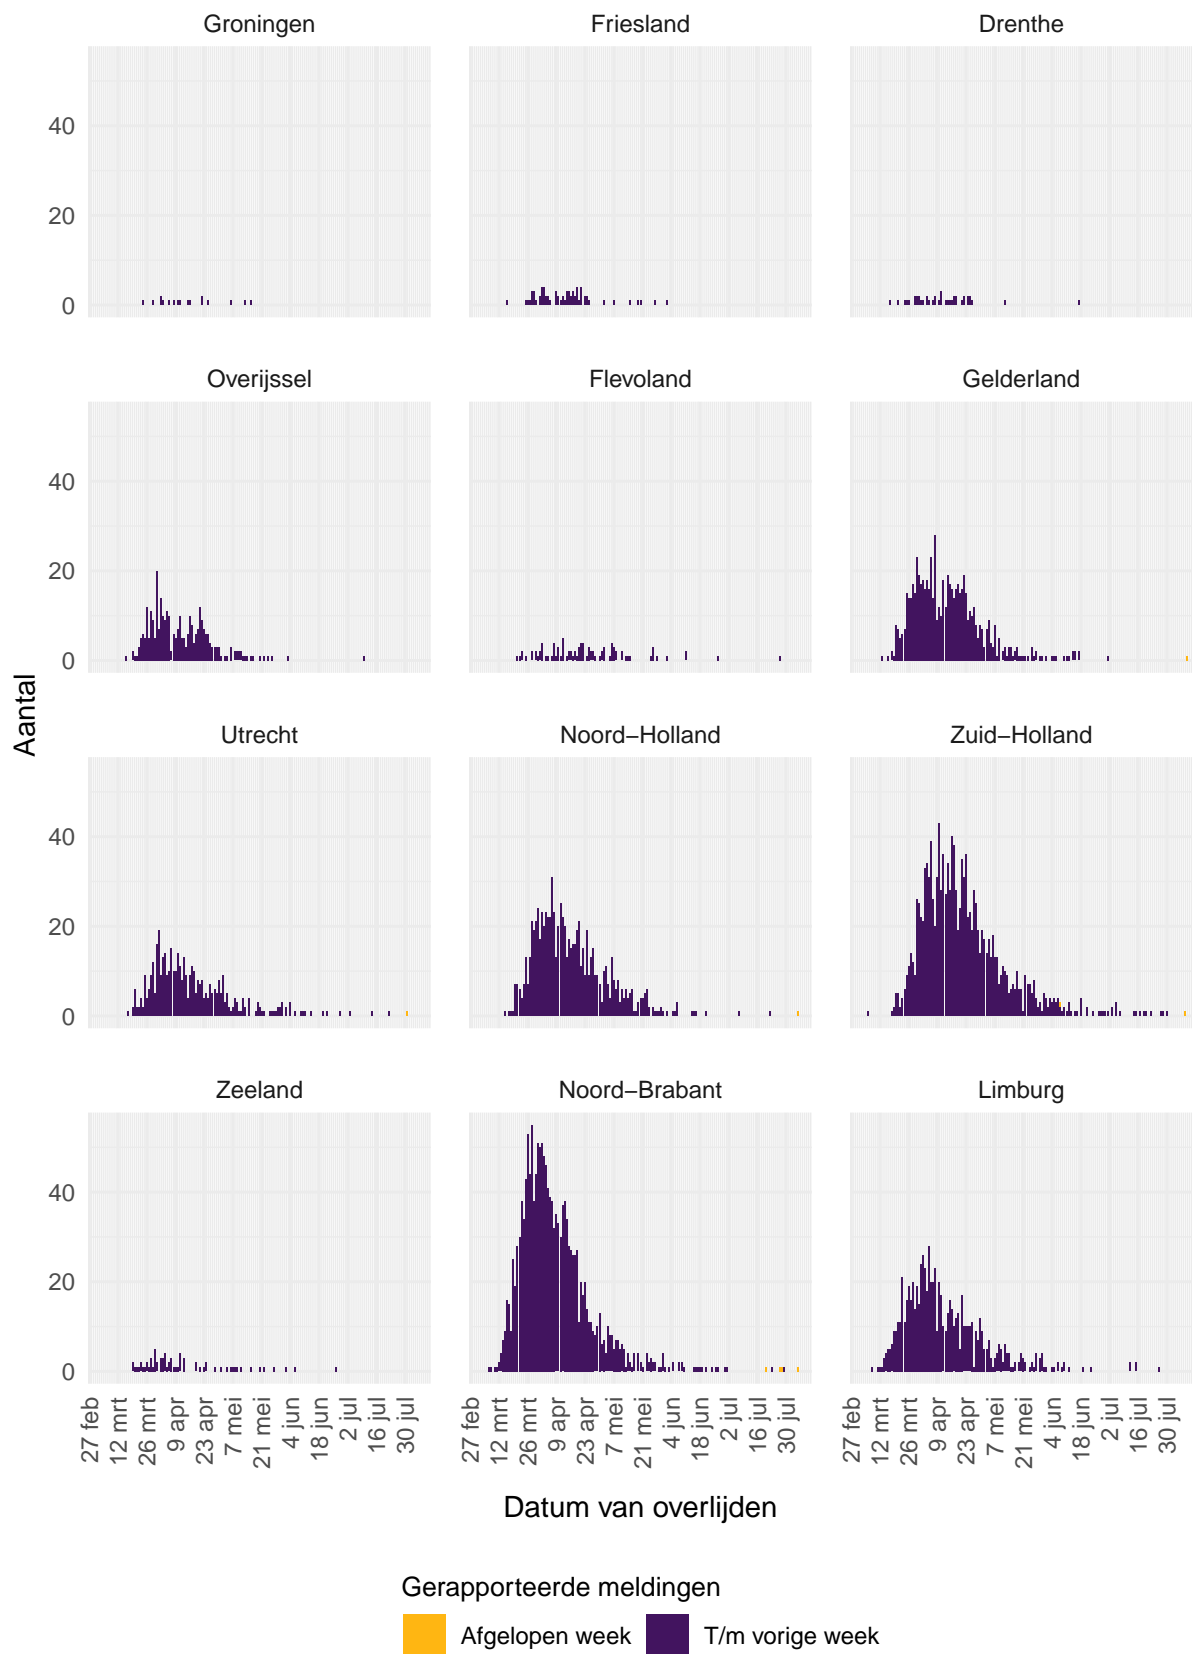 Groningen Friesland Drenthe
40
20
0
Overijssel Flevoland Gelderland
40
20
0
Aantal
Utrecht Noord−Holland Zuid−Holland
40
20
0
Zeeland Noord−Brabant Limburg
40
20
0
27 feb 12 mrt 26 mrt 9 apr 23 apr 7 mei 21 mei 4 jun 18 jun 2 jul 16 jul 30 jul 27 feb 12 mrt 26 mrt 9 apr 23 apr 7 mei 21 mei 4 jun 18 jun 2 jul 16 jul 30 jul 27 feb 12 mrt 26 mrt 9 apr 23 apr 7 mei 21 mei 4 jun 18 jun 2 jul 16 jul 30 jul
Datum van overlijden
Gerapporteerde meldingen
Afgelopen week T/m vorige week